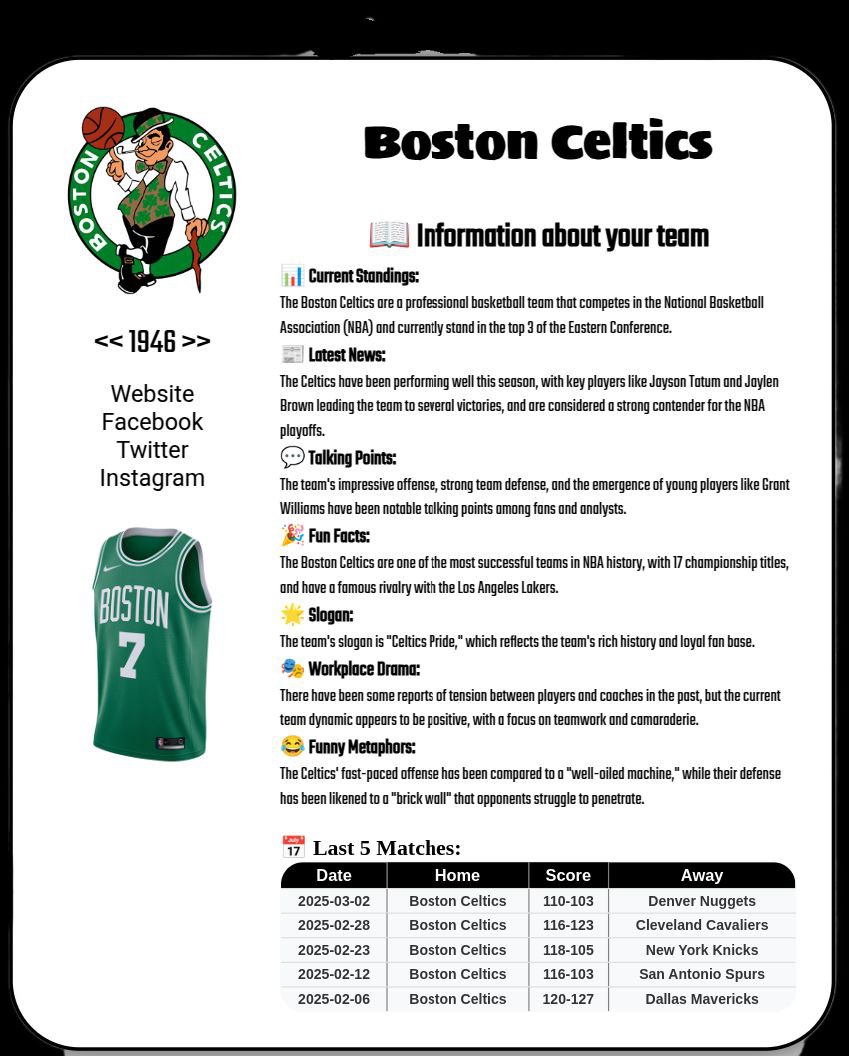 BOSTON CELTICS
<< 1946 >>
Website
Facebook
Twitter
Instagram
BOSTON
7
Boston Celtics
📖 Information about your team
📊 Current Standings:
The Boston Celtics are a professional basketball team that competes in the National Basketball
Association (NBA) and currently stand in the top 3 of the Eastern Conference.
📰 Latest News:
The Celtics have been performing well this season, with key players like Jayson Tatum and Jaylen
Brown leading the team to several victories, and are considered a strong contender for the NBA
playoffs.
💬 Talking Points:
The team's impressive offense, strong team defense, and the emergence of young players like Grant
Williams have been notable talking points among fans and analysts.
🎉 Fun Facts:
The Boston Celtics are one of the most successful teams in NBA history, with 17 championship titles,
and have a famous rivalry with the Los Angeles Lakers.
🌟 Slogan:
The team's slogan is "Celtics Pride," which reflects the team's rich history and loyal fan base.
🎭 Workplace Drama:
There have been some reports of tension between players and coaches in the past, but the current
team dynamic appears to be positive, with a focus on teamwork and camaraderie.
😂 Funny Metaphors:
The Celtics' fast-paced offense has been compared to a "well-oiled machine," while their defense
has been likened to a "brick wall" that opponents struggle to penetrate.
📅 Last 5 Matches:
Date Home Score Away
2025-03-02 Boston Celtics 110-103 Denver Nuggets
2025-02-28 Boston Celtics 116-123 Cleveland Cavaliers
2025-02-23 Boston Celtics 118-105 New York Knicks
2025-02-12 Boston Celtics 116-103 San Antonio Spurs
2025-02-06 Boston Celtics 120-127 Dallas Mavericks